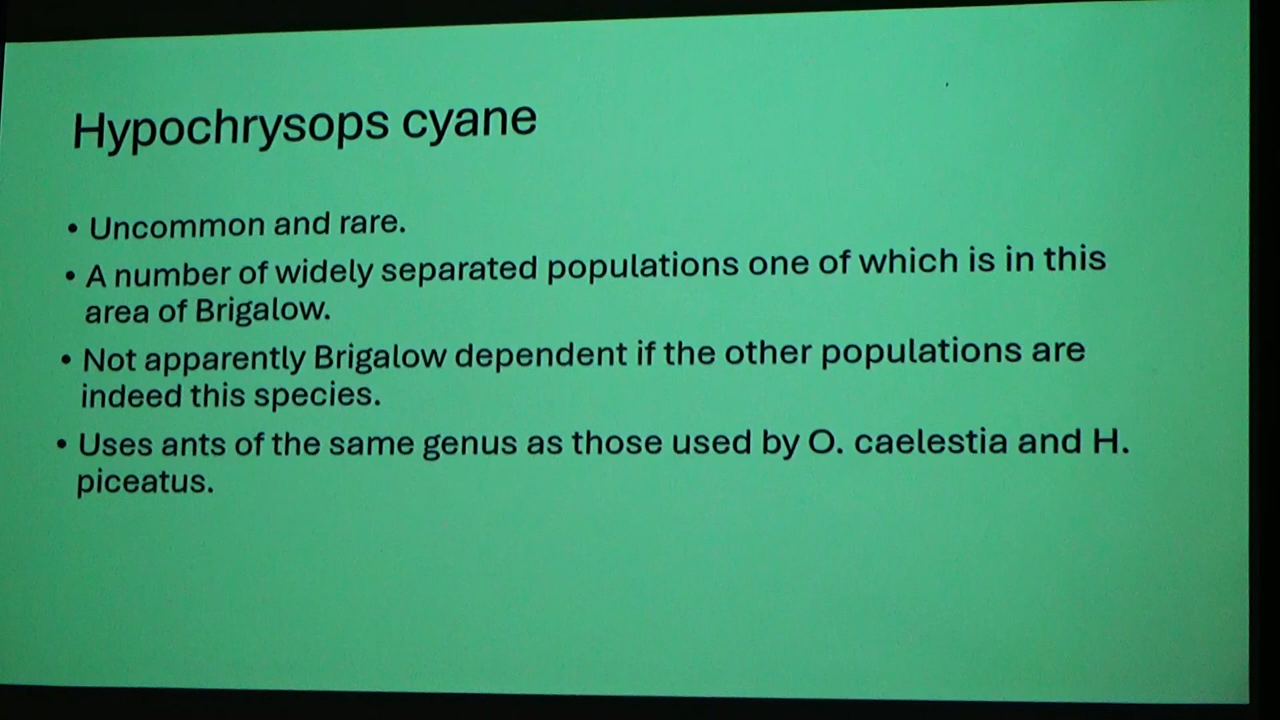 Hypochrysops cyane
• Uncommon and rare.
• A number of widely separated populations one of which is in this
area of Brigalow.
• Not apparently Brigalow dependent if the other populations are
indeed this species.
• Uses ants of the same genus as those used by O. caelestia and H.
piceatus.